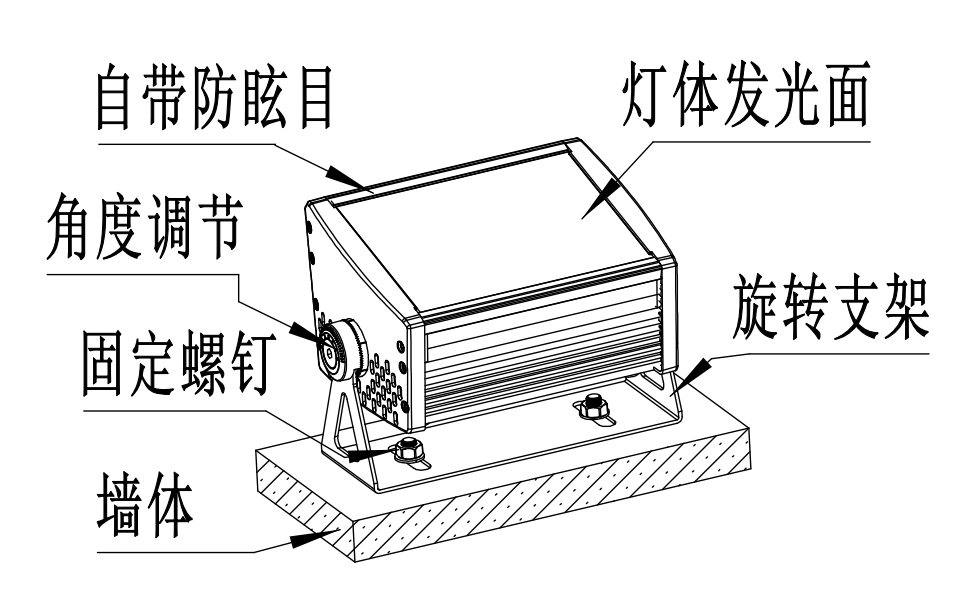 自带防眩目
灯体发光面
角度调节
旋转支架
固定螺钉
墙体